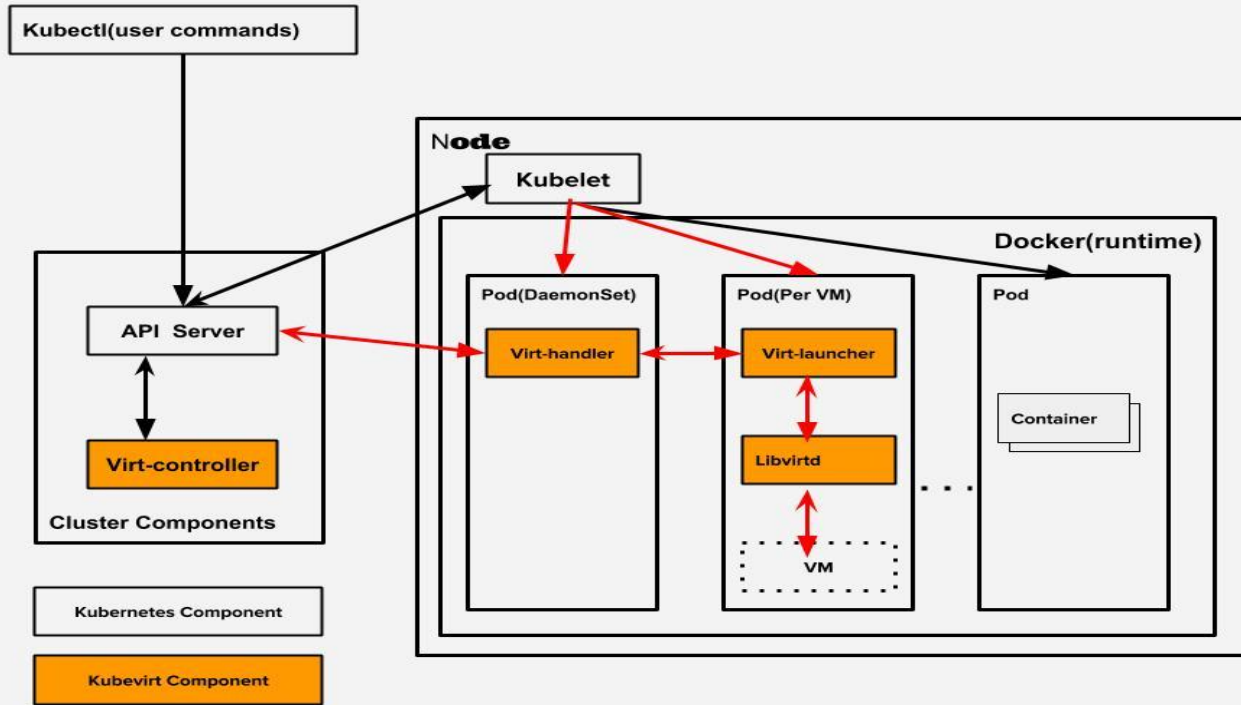 Kubectl(user commands)
Node
Kubelet
Docker(runtime)
Pod(DaemonSet)
Pod(Per VM)
Pod
API Server
Virt-handler
Virt-launcher
Container
Virt-controller
Libvirtd
Cluster Components
VM
Kubernetes Component
Kubevirt Component